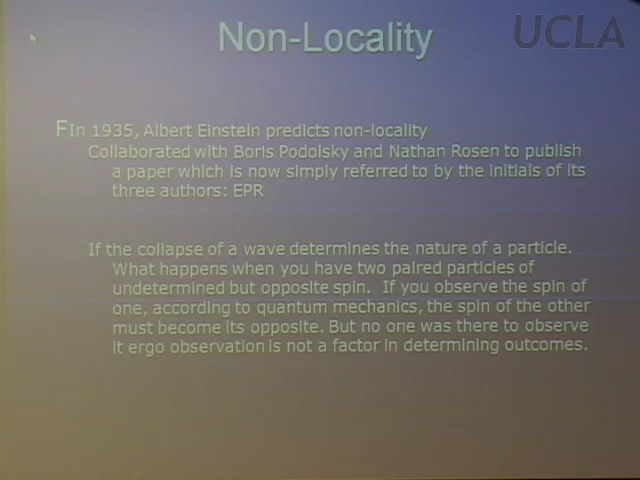 Non-Locality
UCLA
FIn 1935, Albert Einstein predicts non-locality
Collaborated with Boris Podolsky and Nathan Rosen to publish
a paper which is now simply referred to by the initials of its
three authors: EPR
If the collapse of a wave determines the nature of a particle.
What happens when you have two paired particles of
undetermined but opposite spin. If you observe the spin of
one, according to quantum mechanics, the spin of the other
must become its opposite. But no one was there to observe
it ergo observation is not a factor in determining outcomes.